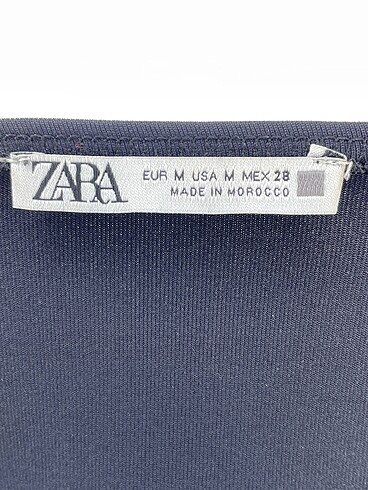 ZARA
EUR M USA M MEX 28
MADE IN MOROCCO